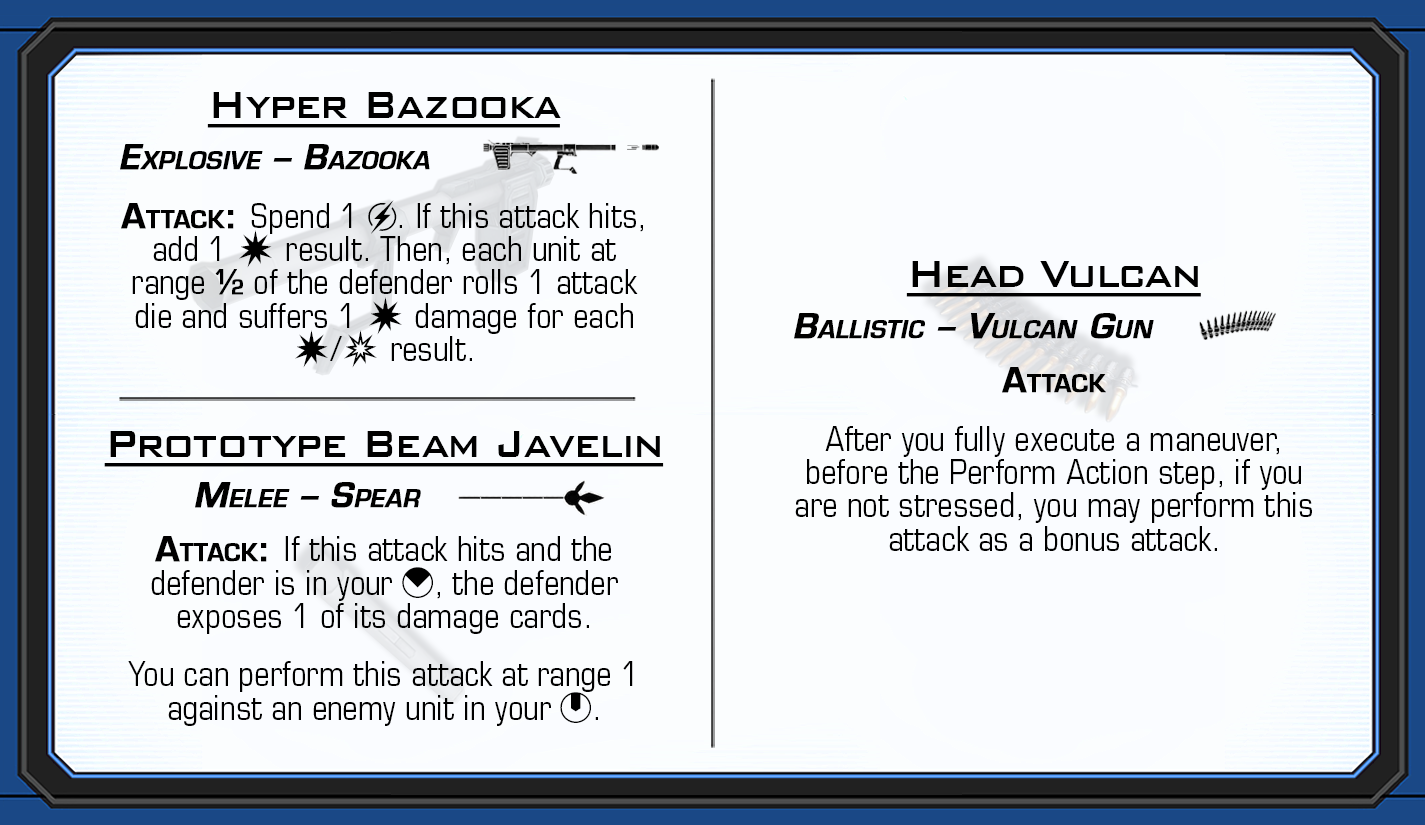 Hyper Bazooka
Explosive – Bazooka
Attack: Spend 1 . If this attack hits,
add 1 result. Then, each unit at
range ½ of the defender rolls 1 attack
die and suffers 1 damage for each
/ result.
Prototype Beam Javelin
Melee – Spear
Attack: If this attack hits and the
defender is in your , the defender
exposes 1 of its damage cards.
You can perform this attack at range 1
against an enemy unit in your .
Head Vulcan
Ballistic – Vulcan Gun
Attack
After you fully execute a maneuver,
before the Perform Action step, if you
are not stressed, you may perform this
attack as a bonus attack.